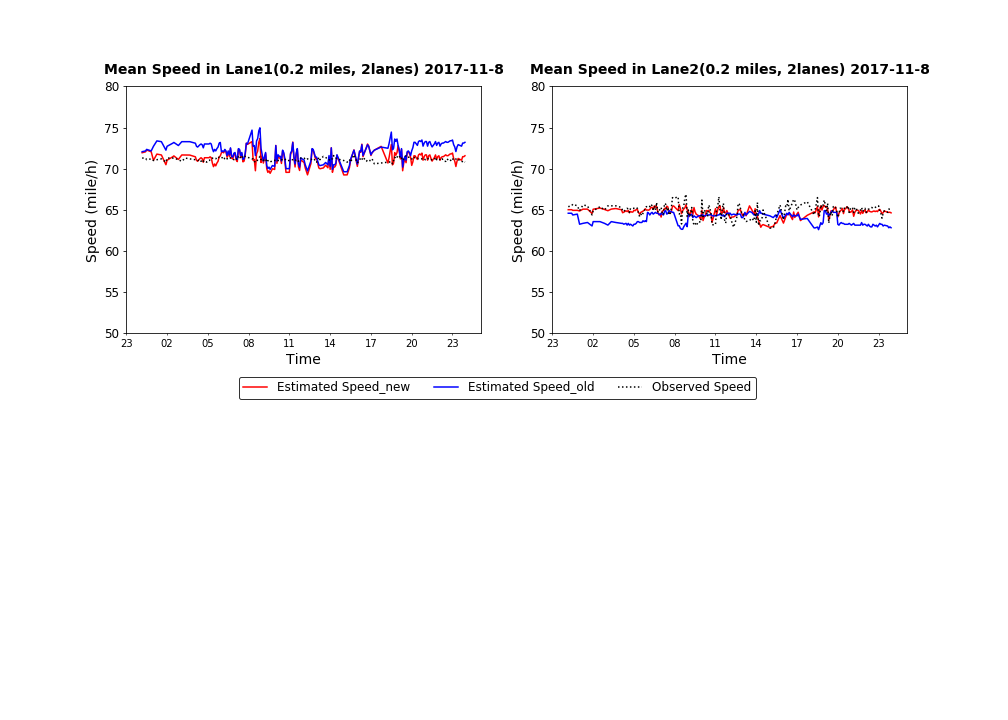 Mean Speed in Lane1(0.2 miles, 2lanes) 2017-11-8
80
75
70
65
60
55
50
Speed (mile/h)
23 02 05 08 11 14 17 20 23
Time
Mean Speed in Lane2(0.2 miles, 2lanes) 2017-11-8
80
75
70
65
60
55
50
Speed (mile/h)
23 02 05 08 11 14 17 20 23
Time
Estimated Speed_new Estimated Speed_old Observed Speed